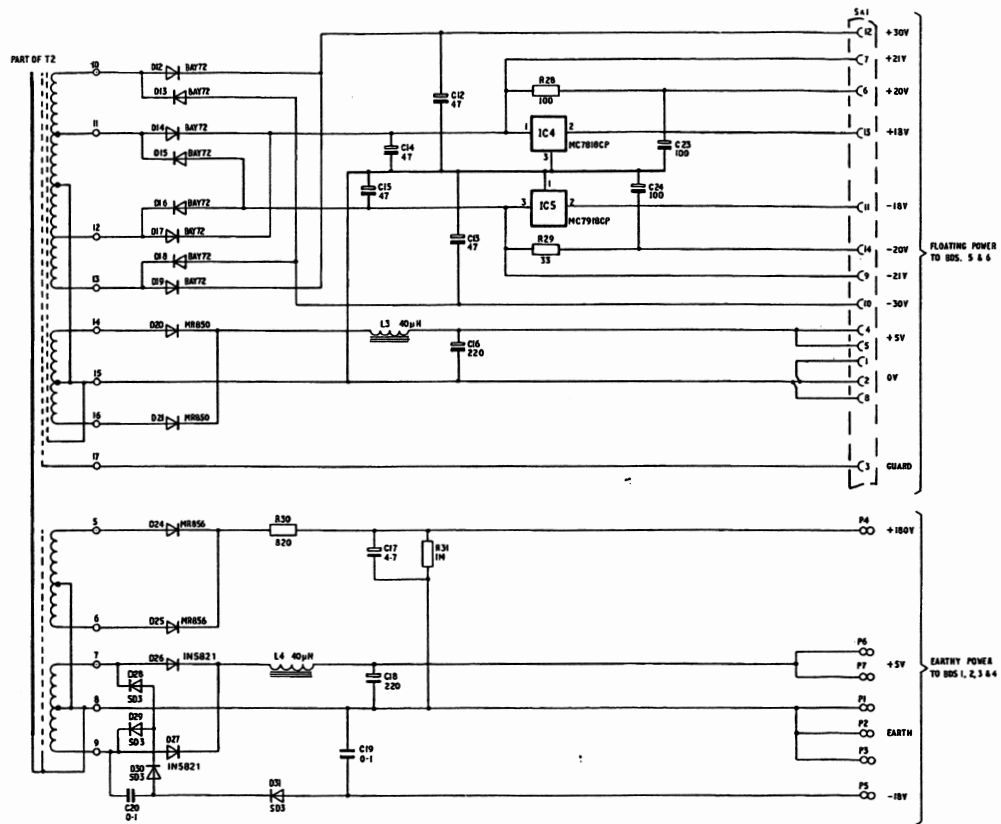 SK1
12 +30V
PART OF T2
7 +21V
10
D12 BAY72
R28
100
6 +20V
D13 BAY72
C12
47
11
D14 BAY72
1 IC4 2
MC7818CP
3
13 +18V
C14
47
C23
100
D15 BAY72
C15
47
1
3 IC5 2
MC7918CP
C24
100
D16 BAY72
11 -18V
12
D17 BAY72
C13
47
R29
33
14 -20V
D18 BAY72
9 -21V
FLOATING POWER
TO BDS. 5 & 6
13
D19 BAY72
10 -30V
14
D20 MR850
L3 40µH
4
+5V
C16
220
5
1
15
2 0V
8
16
D21 MR850
17
3 GUARD
5
D24 MR856
R30
820
P4
+180V
C17
4-7
R31
1M
6
D25 MR856
P6
7
D26 IN5821
L4 40µH
+5V
P7
EARTHY POWER
TO BDS 1, 2, 3 & 4
D28
SD3
C18
220
8
P1
D29
SD3
P2
EARTH
9
D27
IN5821
C19
0-1
P3
D30
SD3
D31
SD3
P5
-18V
C20
0-1